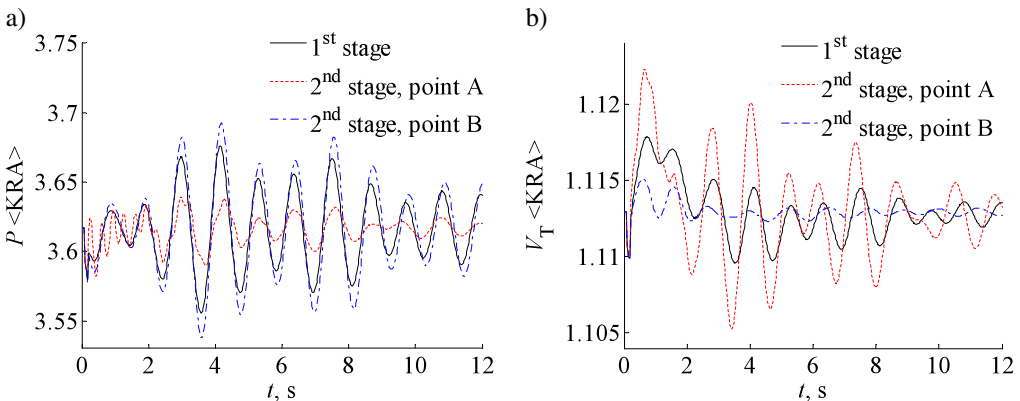 a)
3.75
3.7
3.65
3.6
3.55
P <KRA>
1st stage
2nd stage, point A
2nd stage, point B
0 2 4 6 8 10 12
t, s
b)
1.12
1.115
1.11
1.105
VT <KRA>
1st stage
2nd stage, point A
2nd stage, point B
0 2 4 6 8 10 12
t, s